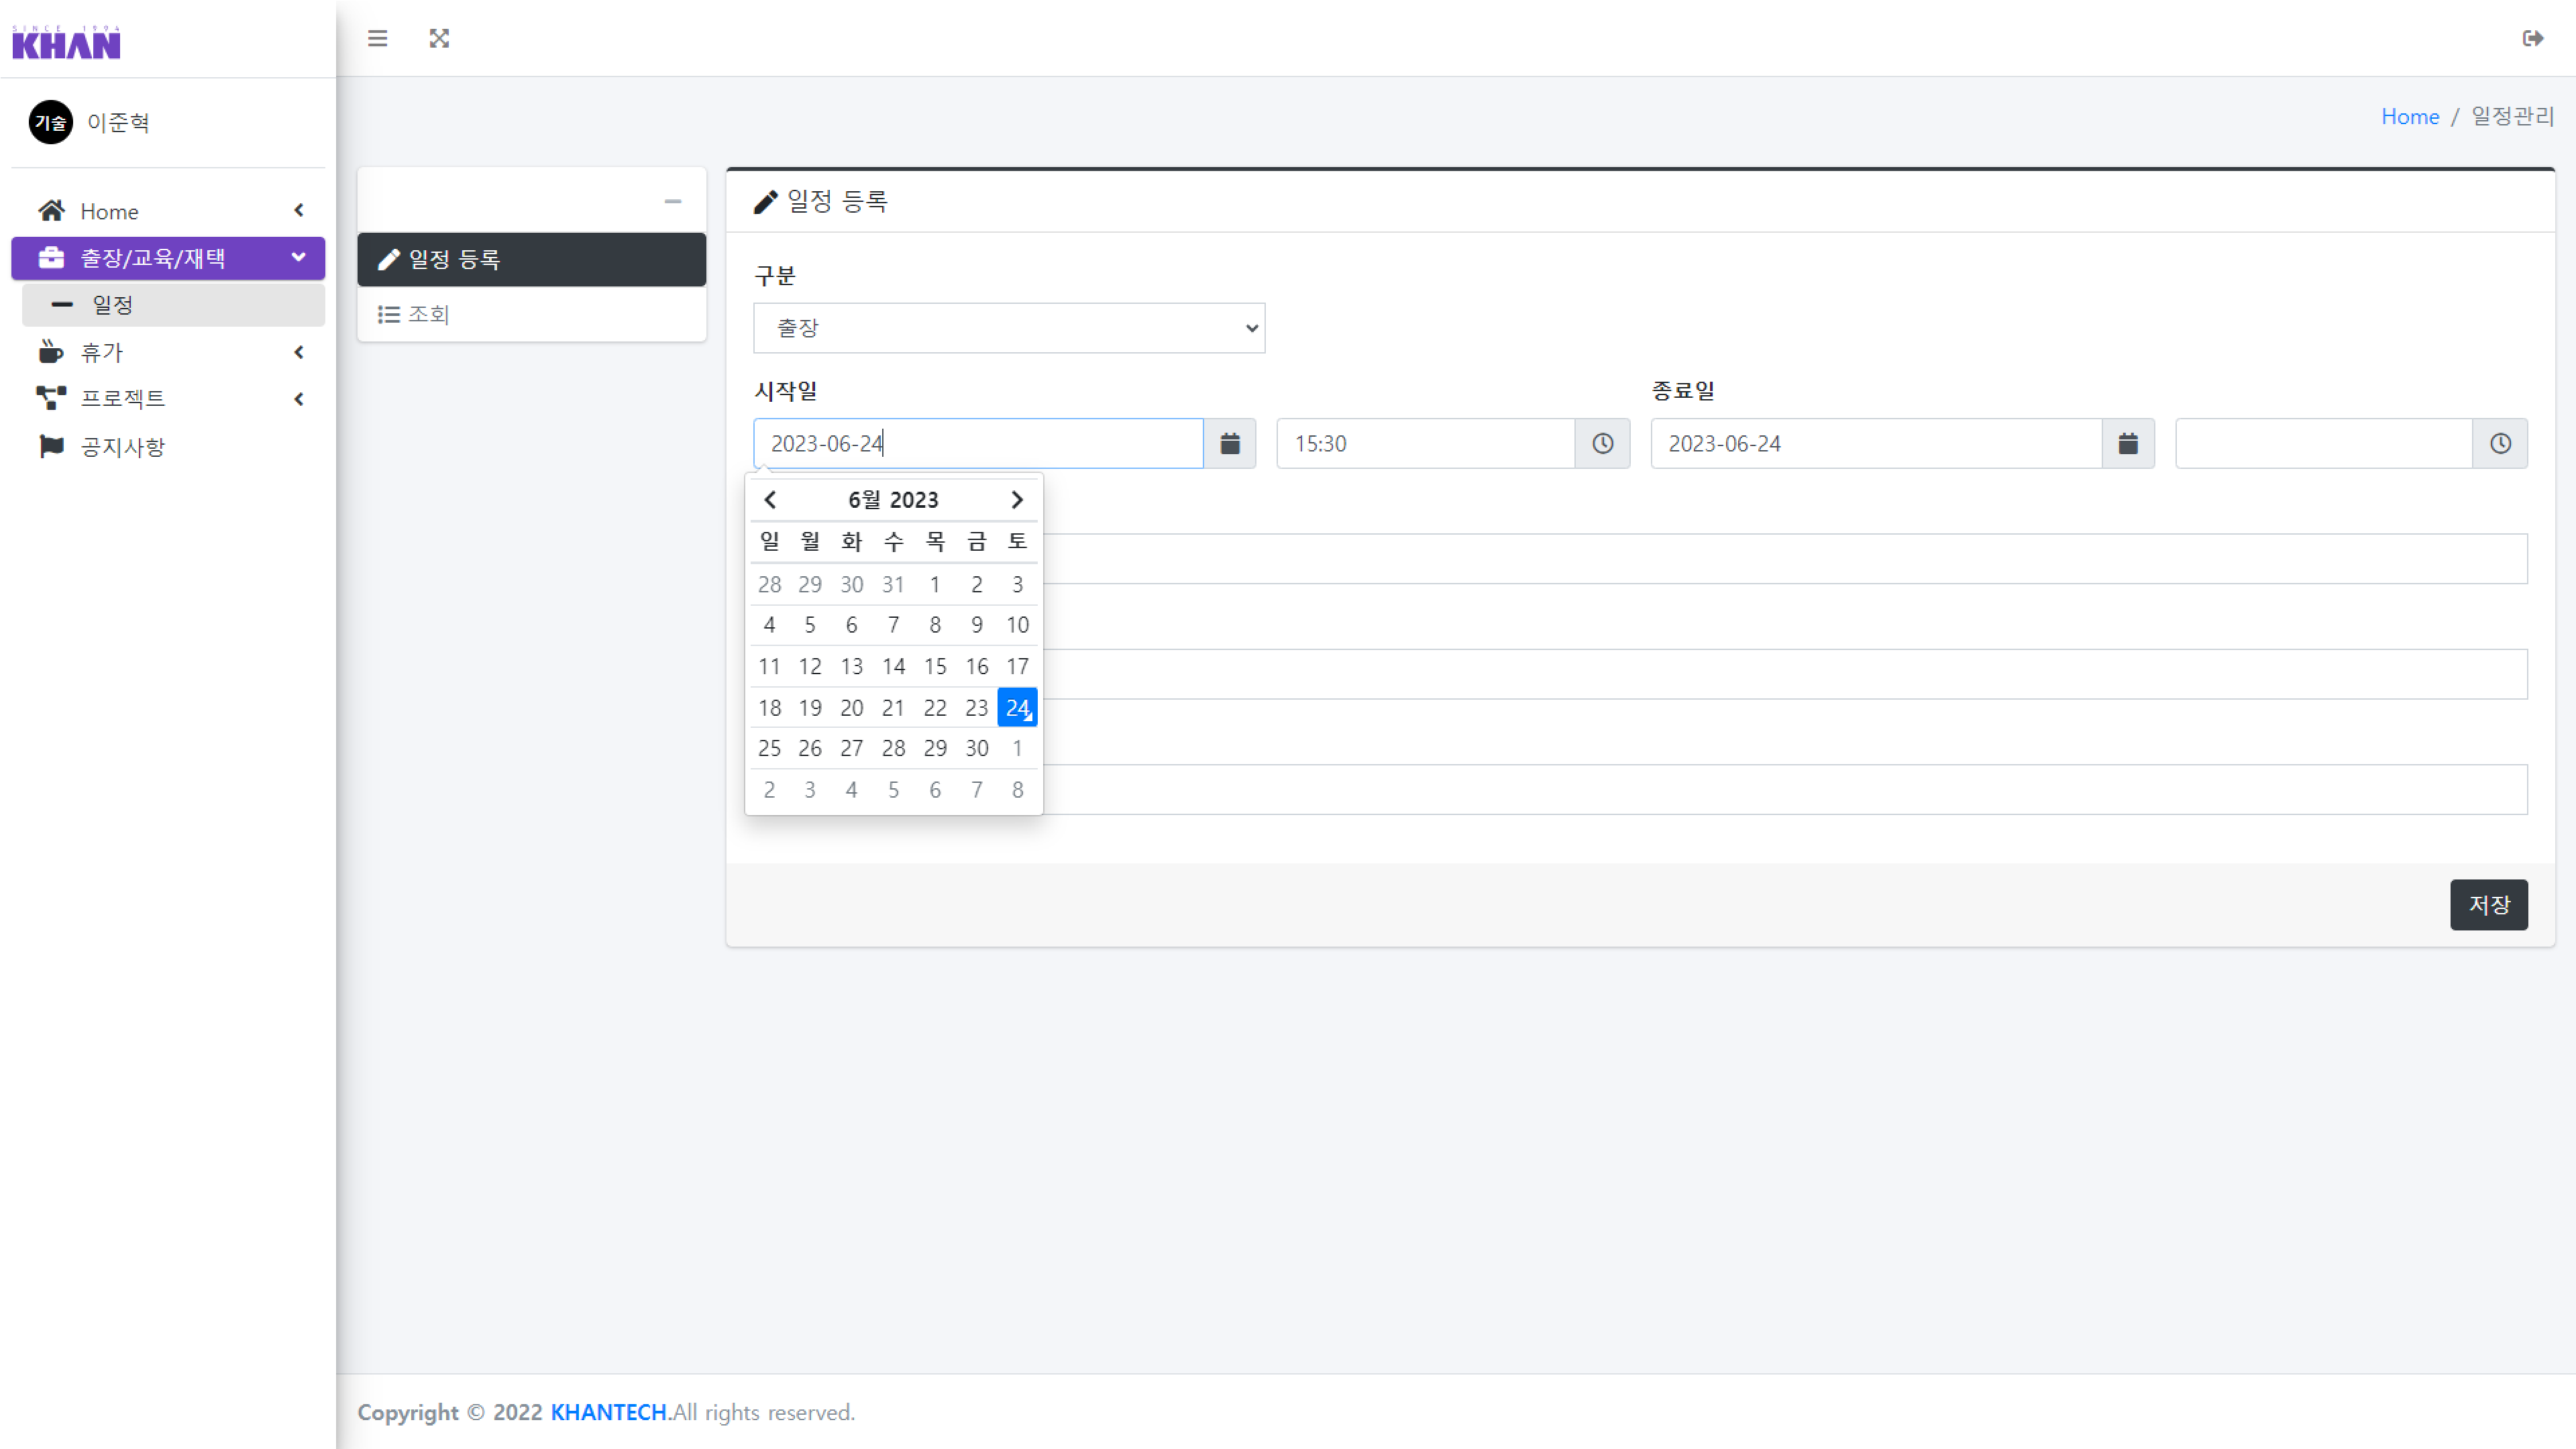 SINCE 1994
KHAN
기술 이준혁
Home
출장/교육/재택
일정
휴가
프로젝트
공지사항
Home / 일정관리
일정 등록
조회
일정 등록
구분
출장
시작일 종료일
2023-06-24 15:30 2023-06-24
6월 2023
일 월 화 수 목 금 토
28 29 30 31 1 2 3
4 5 6 7 8 9 10
11 12 13 14 15 16 17
18 19 20 21 22 23 24
25 26 27 28 29 30 1
2 3 4 5 6 7 8
저장
Copyright © 2022 KHANTECH.All rights reserved.